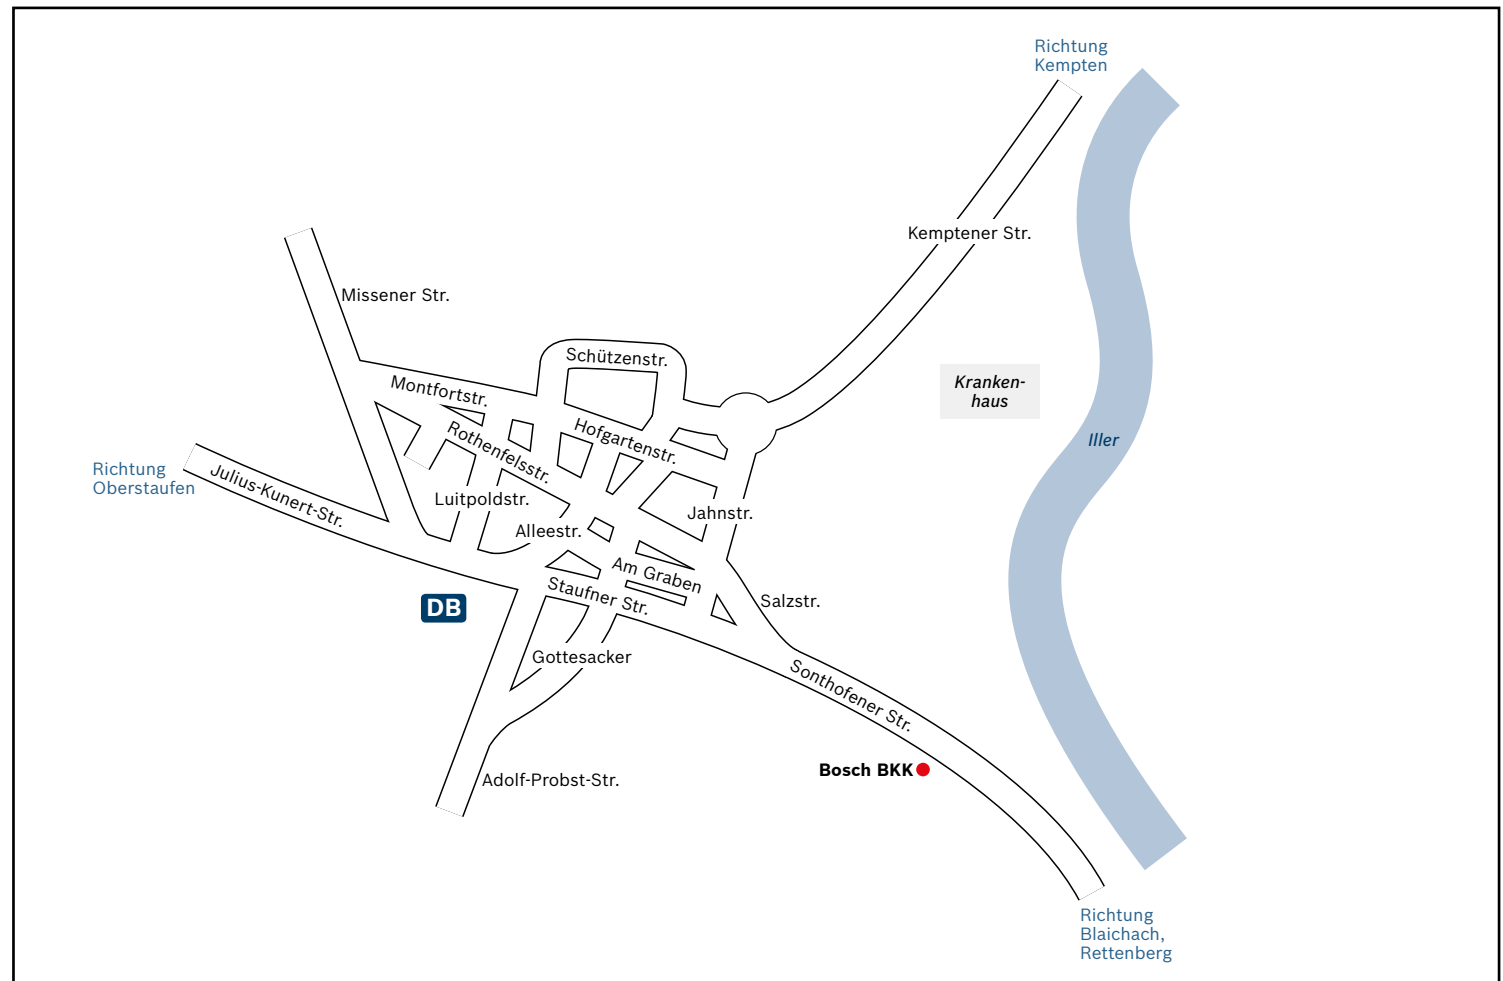 Richtung
Kempten
Kemptener Str.
Missener Str.
Schützenstr.
Kranken-
haus
Montfortstr.
Hofgartenstr.
Iller
Rothenfelsstr.
Richtung
Oberstaufen
Julius-Kunert-Str.
Luitpoldstr.
Jahnstr.
Alleestr.
Am Graben
Staufner Str.
DB
Salzstr.
Gottesacker
Sonthofener Str.
Bosch BKK
Adolf-Probst-Str.
Richtung
Blaichach,
Rettenberg